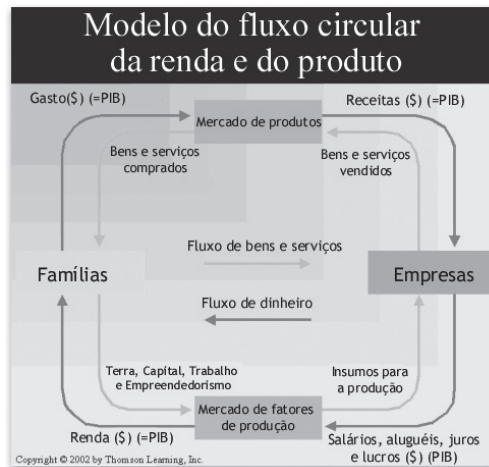 Modelo do fluxo circular
da renda e do produto
Gasto($) (=PIB)
Receitas ($) (=PIB)
Mercado de produtos
Bens e serviços
comprados
Bens e serviços
vendidos
Fluxo de bens e serviços
Famílias
Empresas
Fluxo de dinheiro
Terra, Capital, Trabalho
e Empreendedorismo
Insumos para
a produção
Mercado de fatores
de produção
Renda ($) (=PIB)
Salários, aluguéis, juros
e lucros ($) (PIB)
Copyright © 2002 by Thomson Learning, Inc.